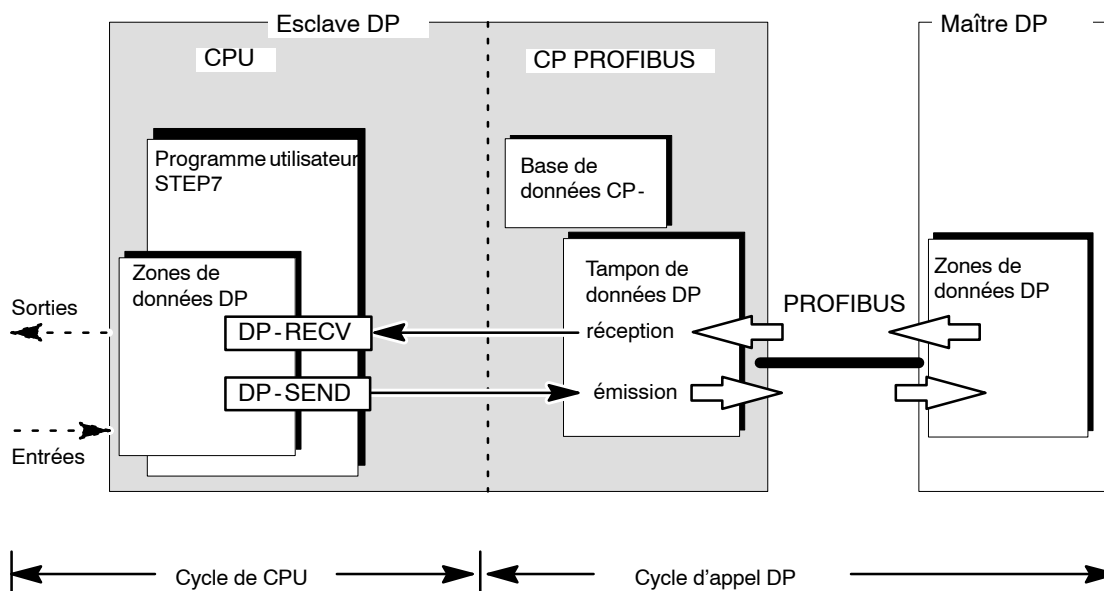 Esclave DP
Maître DP
CPU
CP PROFIBUS
Programme utilisateur
STEP7
Base de
données CP-
Zones de
données DP
Tampon de
données DP
Zones de
données DP
Sorties
PROFIBUS
DP-RECV
réception
DP-SEND
émission
Entrées
Cycle de CPU
Cycle d'appel DP